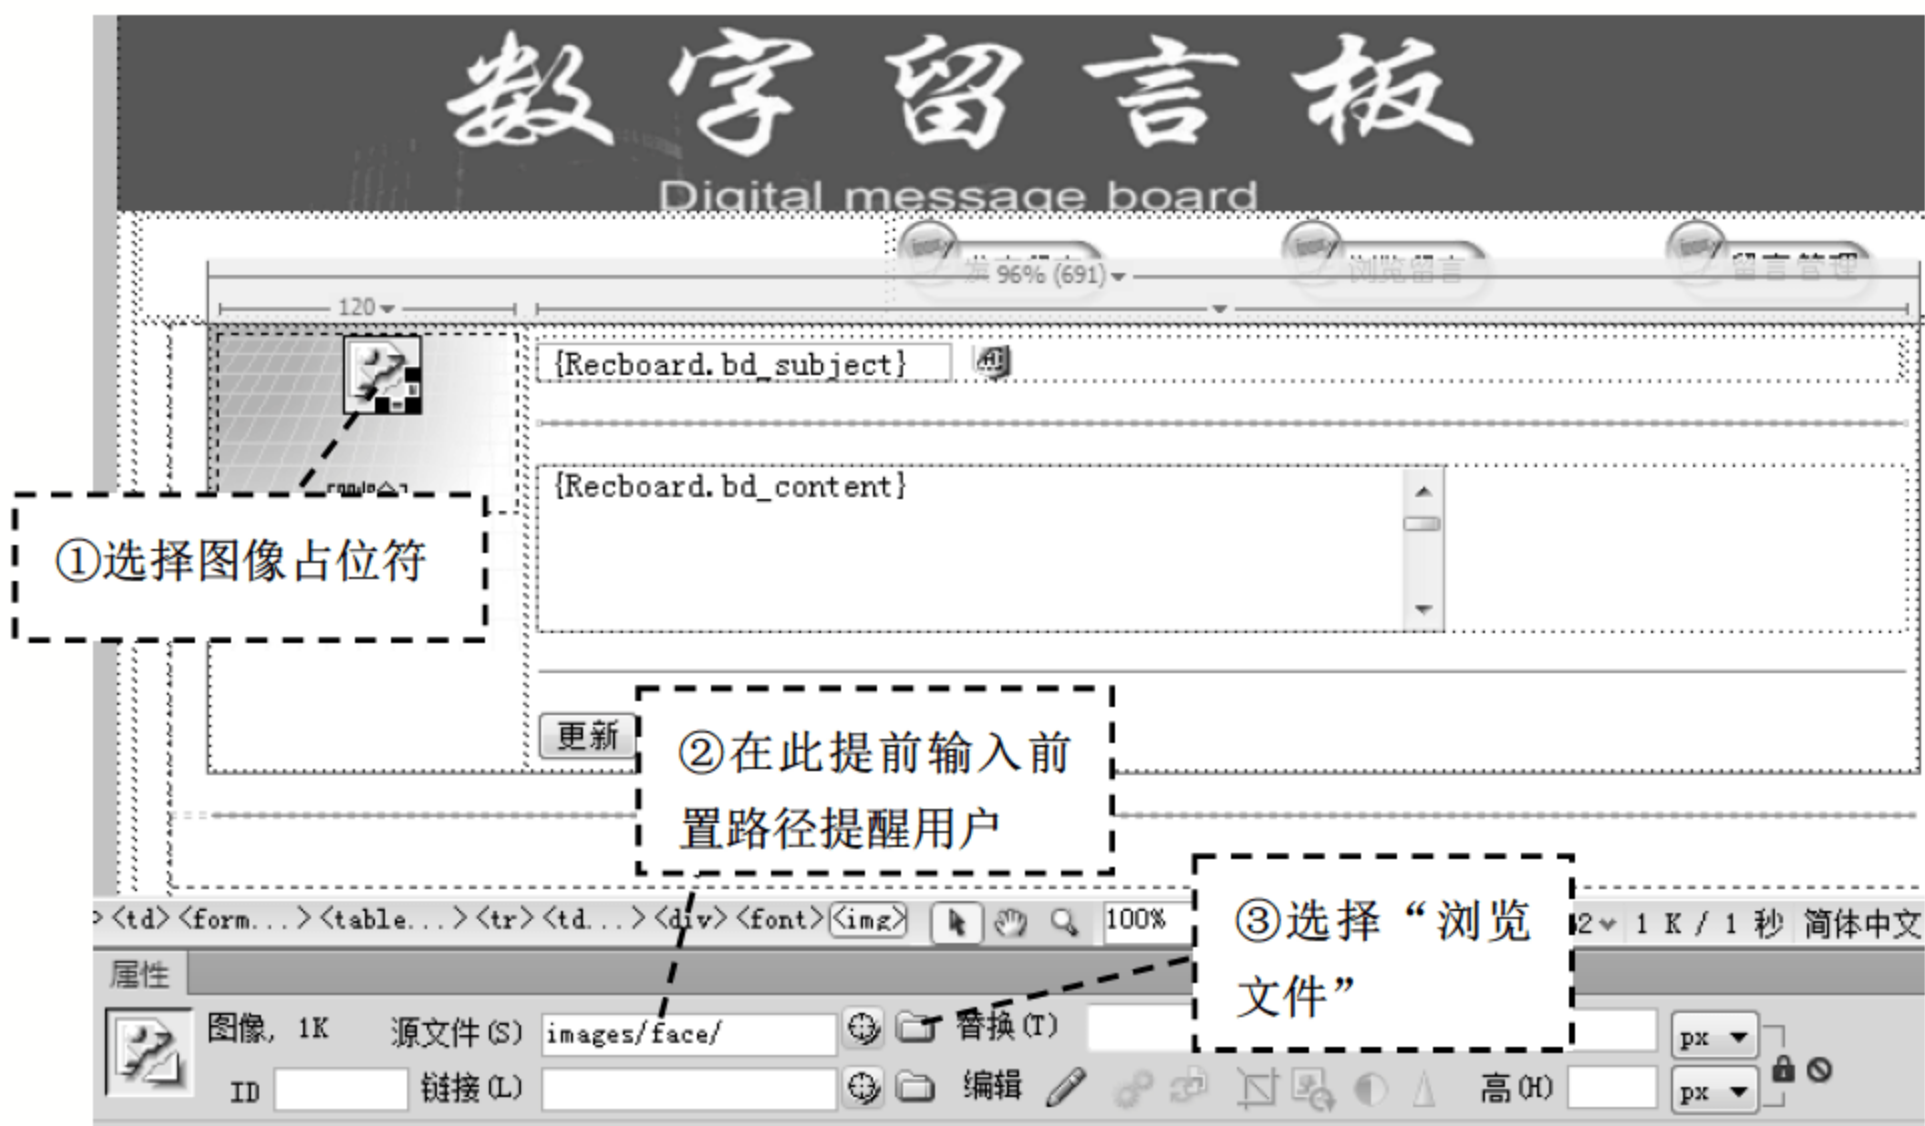 数字留言板
Digital message board
浏览留言
留言管理
96% (691)
120
{Recboard.bd_subject}
{Recboard.bd_content}
①选择图像占位符
更新
②在此提前输入前
置路径提醒用户
③选择“浏览
文件”
<td> <form...> <table...> <tr> <td...> <div> <font> <img> 100% 1 K / 1 秒 简体中文
属性
图像, 1K 源文件(S) images/face/ 替换(T) px
ID 链接(L) 编辑 高(H) px